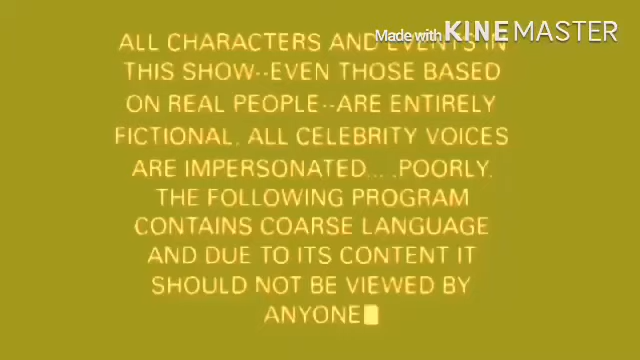 Made with KINEMASTER
ALL CHARACTERS AND EVENTS IN
THIS SHOW--EVEN THOSE BASED
ON REAL PEOPLE--ARE ENTIRELY
FICTIONAL. ALL CELEBRITY VOICES
ARE IMPERSONATED.....POORLY.
THE FOLLOWING PROGRAM
CONTAINS COARSE LANGUAGE
AND DUE TO ITS CONTENT IT
SHOULD NOT BE VIEWED BY
ANYONE